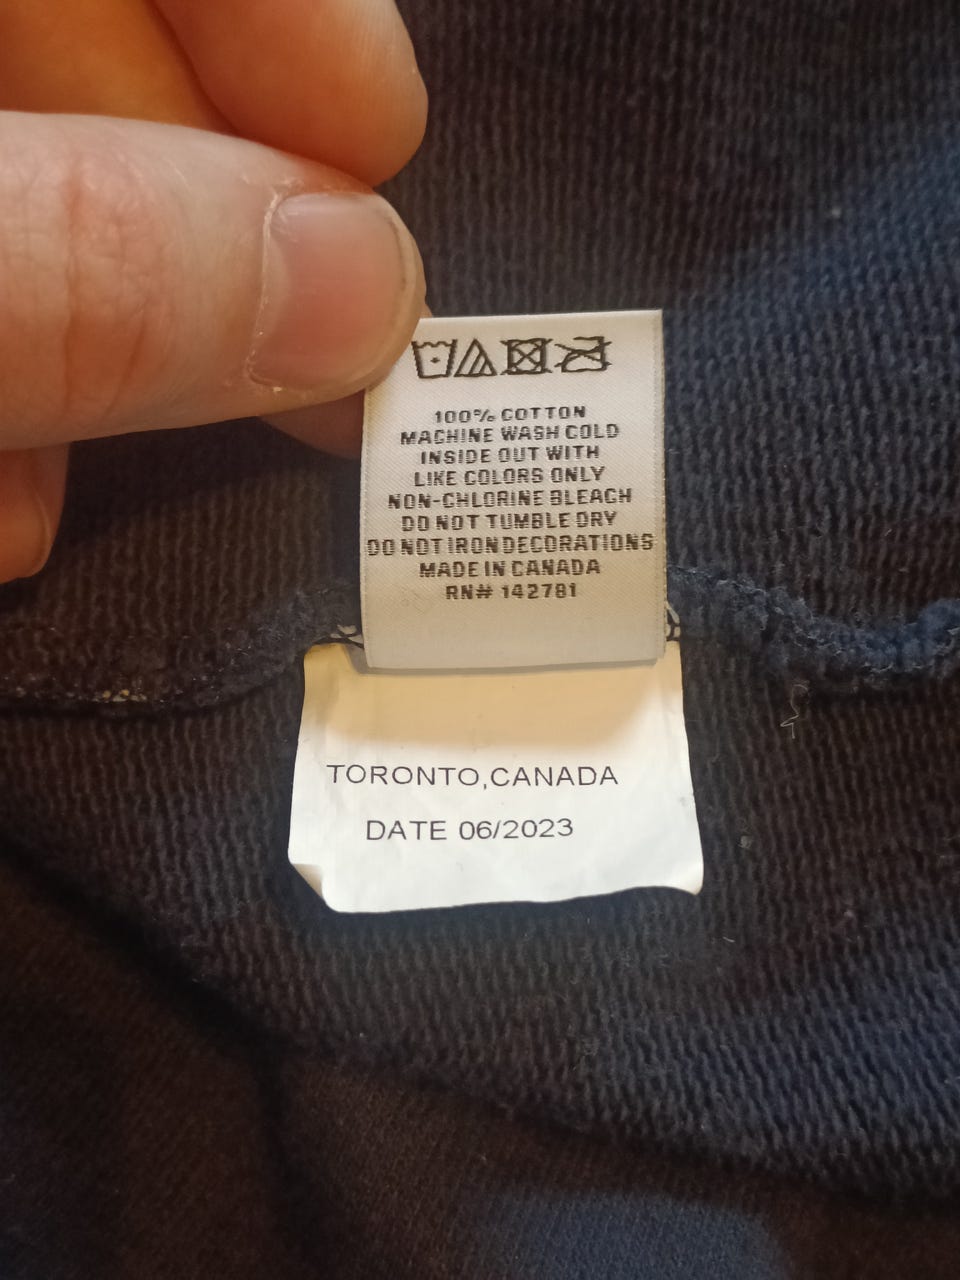 100% COTTON
MACHINE WASH COLD
INSIDE OUT WITH
LIKE COLORS ONLY
NON-CHLORINE BLEACH
DO NOT TUMBLE DRY
DO NOT IRON DECORATIONS
MADE IN CANADA
RN# 142781
TORONTO,CANADA
DATE 06/2023